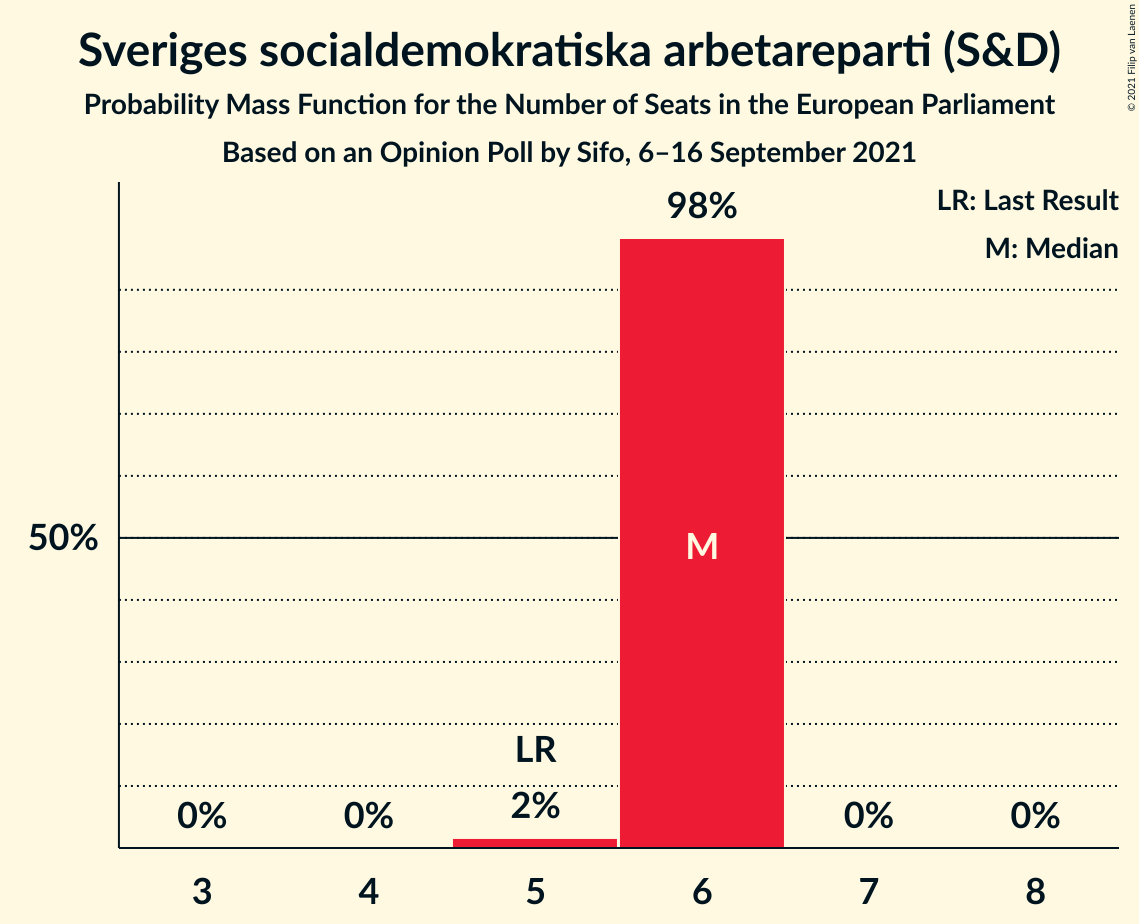 Sveriges socialdemokratiska arbetareparti (S&D)
Probability Mass Function for the Number of Seats in the European Parliament
Based on an Opinion Poll by Sifo, 6–16 September 2021
© 2021 Filip van Laenen
LR: Last Result
M: Median
98%
50%
M
LR
0%
0%
2%
0%
0%
3
4
5
6
7
8